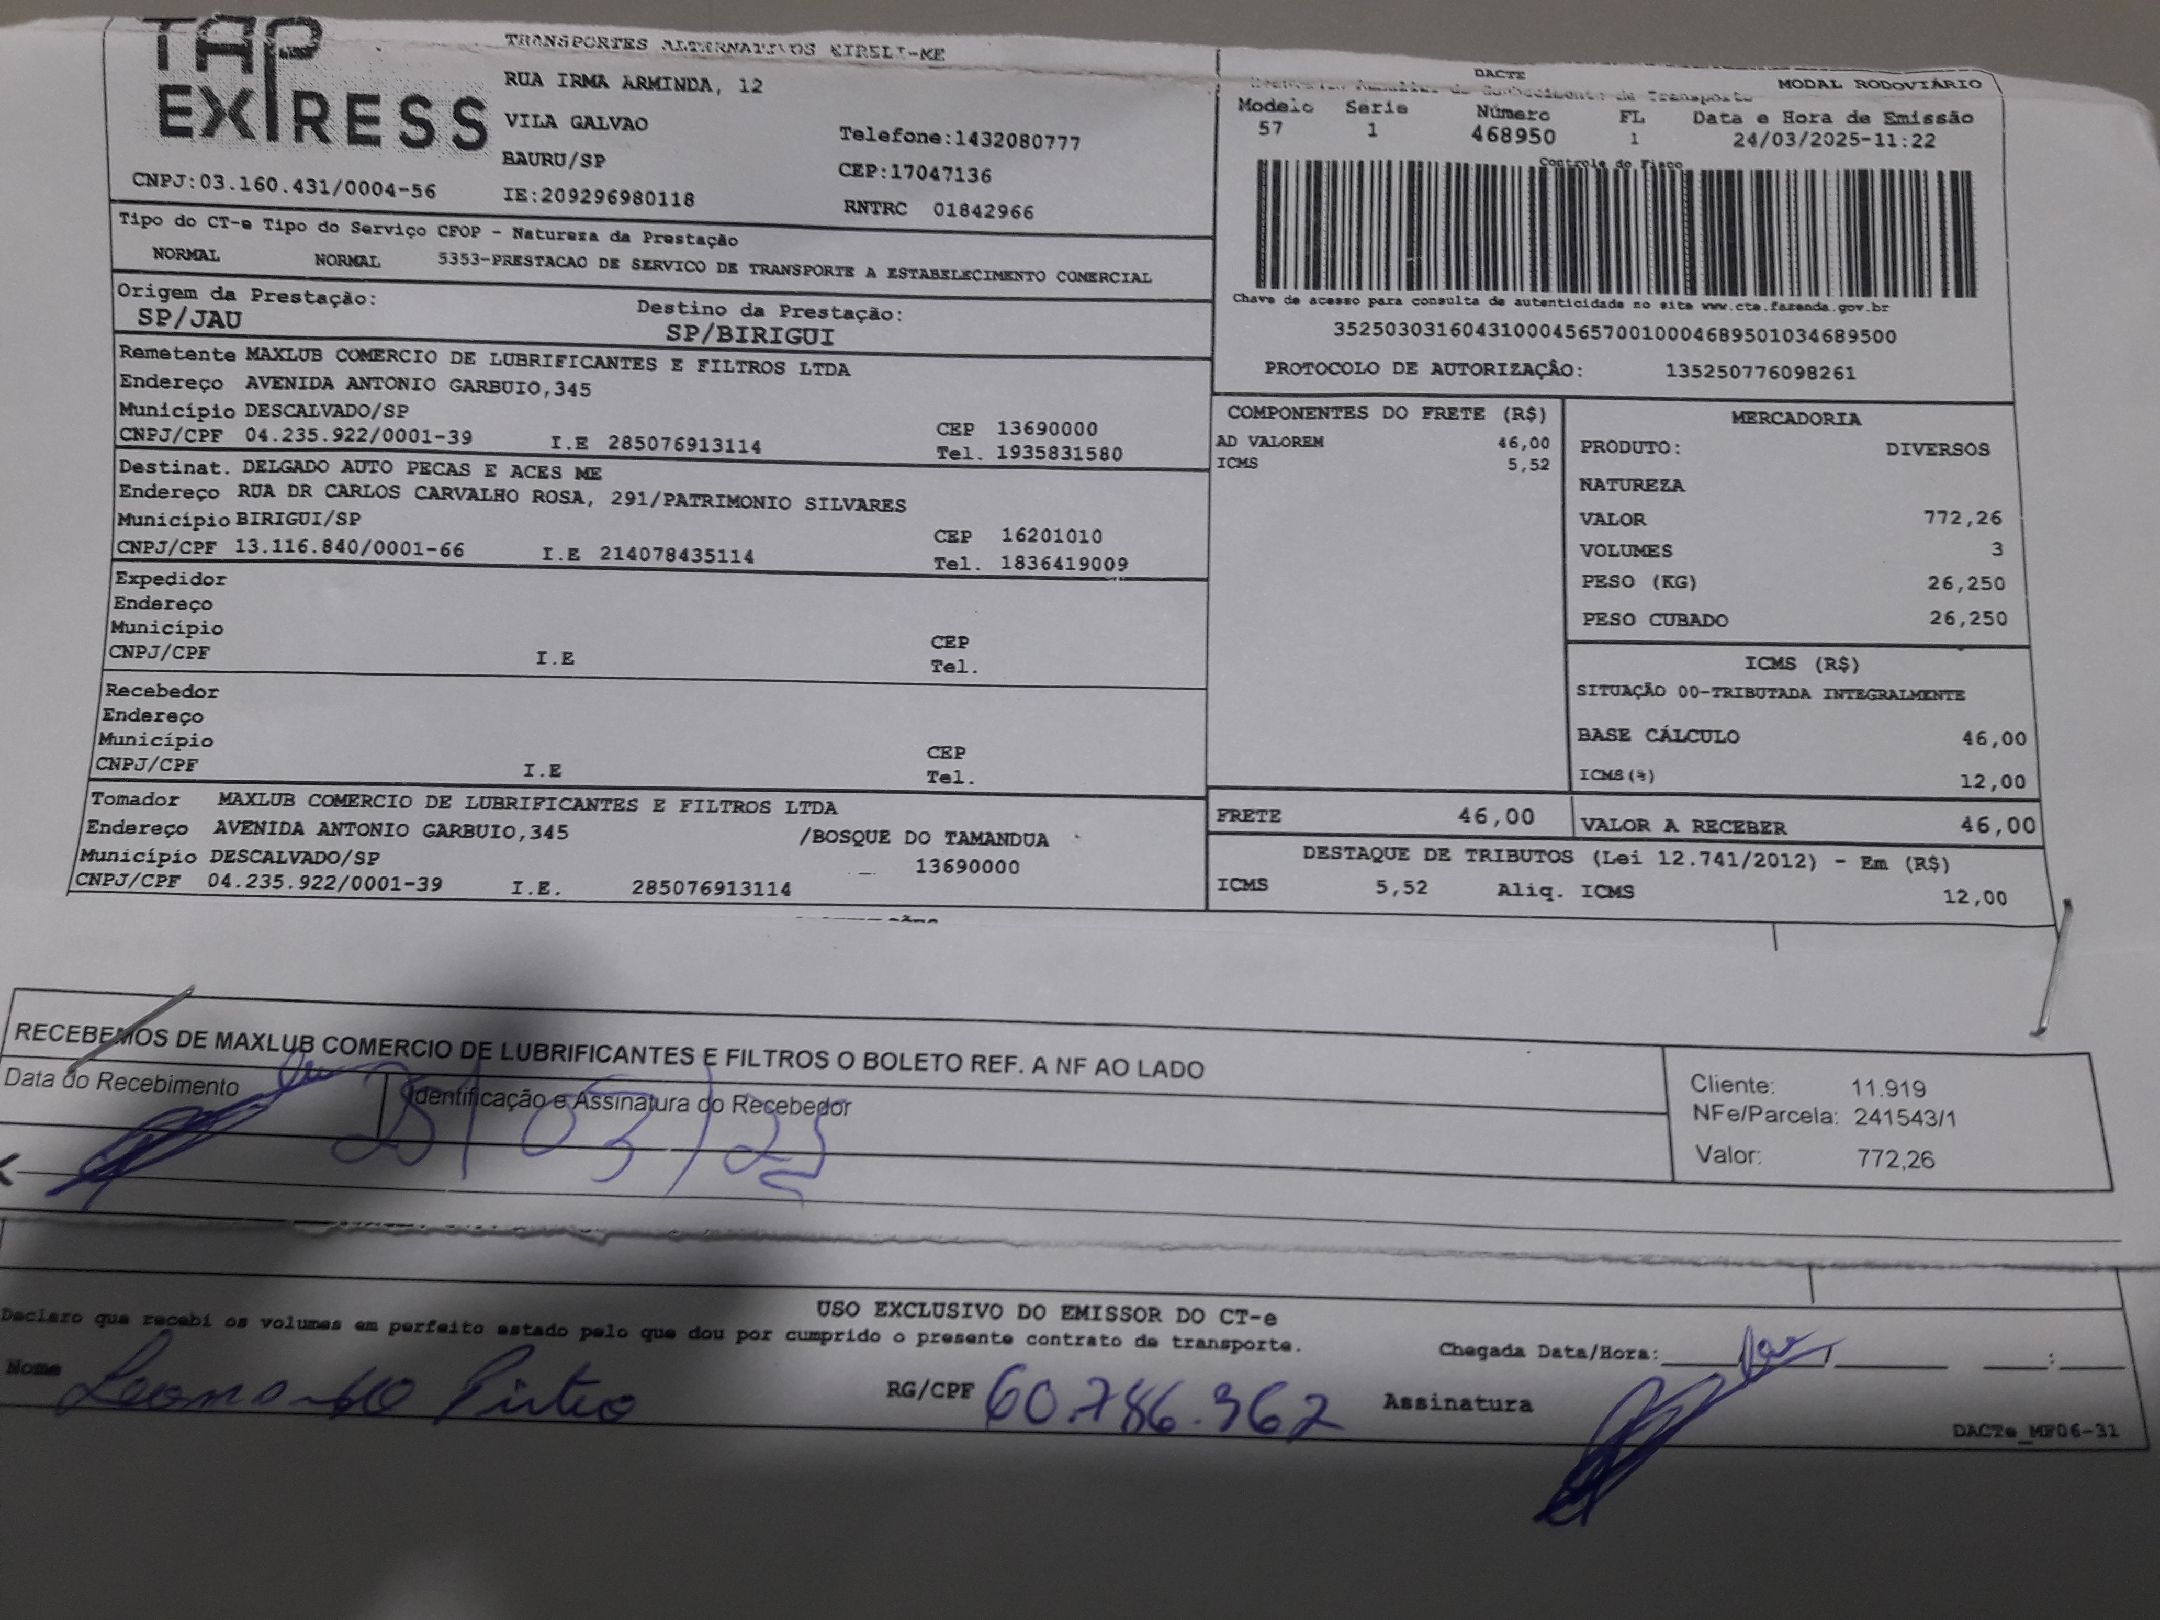 TAP EXPRESS
TRANSPORTES ALTERNATIVOS EIRELI-ME
RUA IRMA ARMINDA, 12
VILA GALVAO
Telefone:1432080777
BAURU/SP
CEP:17047136
CNPJ:03.160.431/0004-56
IE:209296980118
RNTRC 01842966
DACTE
MODAL RODOVIÁRIO
Modelo Serie Número FL Data e Hora de Emissão
57 1 468950 1 24/03/2025-11:22
Controle do Fisco
Chave de acesso para consulta de autenticidade no site www.cte.fazenda.gov.br
35250303160431000456570010004689501034689500
PROTOCOLO DE AUTORIZAÇÃO: 135250776098261
Tipo do CT-e Tipo do Serviço CFOP - Natureza da Prestação
NORMAL NORMAL 5353-PRESTACAO DE SERVICO DE TRANSPORTE A ESTABELECIMENTO COMERCIAL
Origem da Prestação: Destino da Prestação:
SP/JAU SP/BIRIGUI
Remetente MAXLUB COMERCIO DE LUBRIFICANTES E FILTROS LTDA
Endereço AVENIDA ANTONIO GARBUIO,345
Município DESCALVADO/SP CEP 13690000
CNPJ/CPF 04.235.922/0001-39 I.E 285076913114 Tel. 1935831580
Destinat. DELGADO AUTO PECAS E ACES ME
Endereço RUA DR CARLOS CARVALHO ROSA, 291/PATRIMONIO SILVARES
Município BIRIGUI/SP CEP 16201010
CNPJ/CPF 13.116.840/0001-66 I.E 214078435114 Tel. 1836419009
Expedidor
Endereço
Município CEP
CNPJ/CPF I.E Tel.
Recebedor
Endereço
Município CEP
CNPJ/CPF I.E Tel.
Tomador MAXLUB COMERCIO DE LUBRIFICANTES E FILTROS LTDA
Endereço AVENIDA ANTONIO GARBUIO,345 /BOSQUE DO TAMANDUA
Município DESCALVADO/SP 13690000
CNPJ/CPF 04.235.922/0001-39 I.E. 285076913114
COMPONENTES DO FRETE (R$)
AD VALOREM 46,00
ICMS 5,52
MERCADORIA
PRODUTO: DIVERSOS
NATUREZA
VALOR 772,26
VOLUMES 3
PESO (KG) 26,250
PESO CUBADO 26,250
ICMS (R$)
SITUAÇÃO 00-TRIBUTADA INTEGRALMENTE
BASE CÁLCULO 46,00
ICMS(%) 12,00
FRETE 46,00 VALOR A RECEBER 46,00
DESTAQUE DE TRIBUTOS (Lei 12.741/2012) - Em (R$)
ICMS 5,52 Aliq. ICMS 12,00
RECEBEMOS DE MAXLUB COMERCIO DE LUBRIFICANTES E FILTROS O BOLETO REF. A NF AO LADO
Data do Recebimento Identificação e Assinatura do Recebedor
25/03/25
Cliente: 11.919
NFe/Parcela: 241543/1
Valor: 772,26
USO EXCLUSIVO DO EMISSOR DO CT-e
Declaro que recebi os volumes em perfeito estado pelo que dou por cumprido o presente contrato de transporte.
Chegada Data/Hora:
Nome Leonardo RG/CPF 60.786.362 Assinatura
DACTe_MF06-31